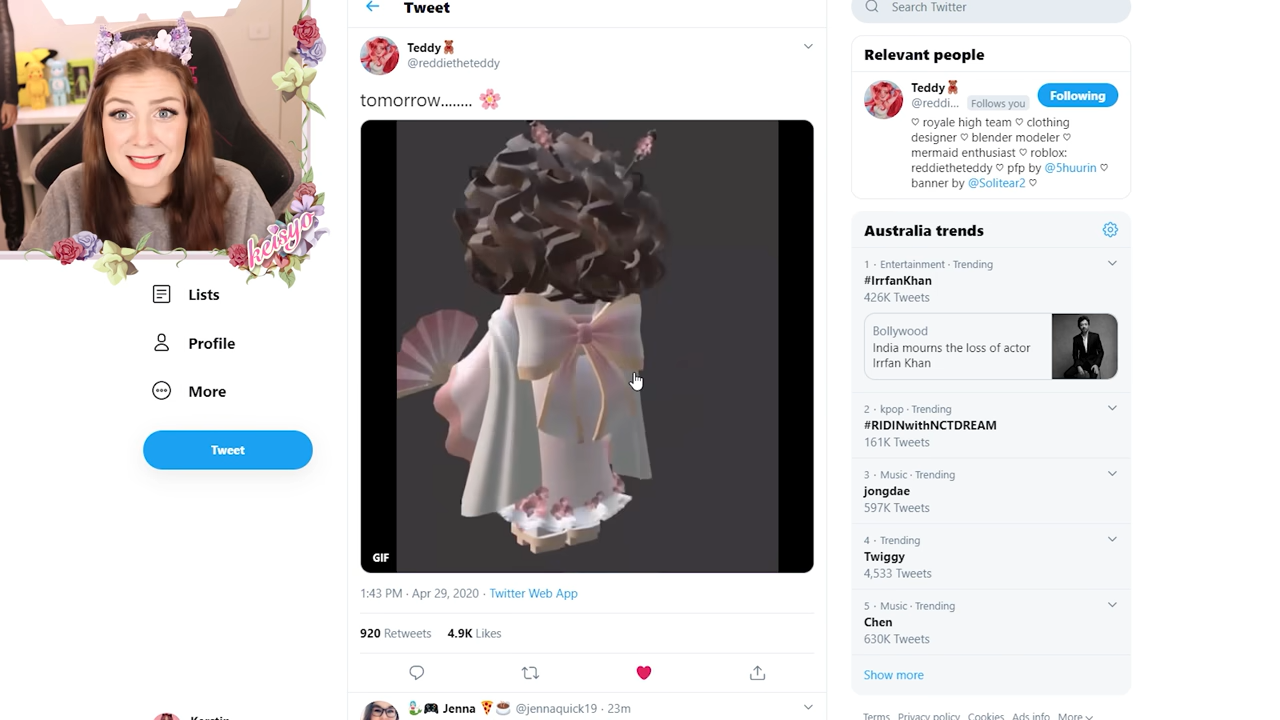 keisyo
Lists
Profile
More
Tweet
Tweet
Teddy🧸
@reddietheteddy
tomorrow........ 🌸
GIF
1:43 PM · Apr 29, 2020 · Twitter Web App
920 Retweets 4.9K Likes
Jenna 🍕☕ @jennaquick19 · 23m
Search Twitter
Relevant people
Teddy🧸
@reddi... Follows you
Following
♡ royale high team ♡ clothing
designer ♡ blender modeler ♡
mermaid enthusiast ♡ roblox:
reddietheteddy ♡ pfp by @5huurin ♡
banner by @Solitear2 ♡
Australia trends
1 · Entertainment · Trending
#IrrfanKhan
426K Tweets
Bollywood
India mourns the loss of actor
Irrfan Khan
2 · kpop · Trending
#RIDINwithNCTDREAM
161K Tweets
3 · Music · Trending
jongdae
597K Tweets
4 · Trending
Twiggy
4,533 Tweets
5 · Music · Trending
Chen
630K Tweets
Show more
Terms Privacy policy Cookies Ads info More